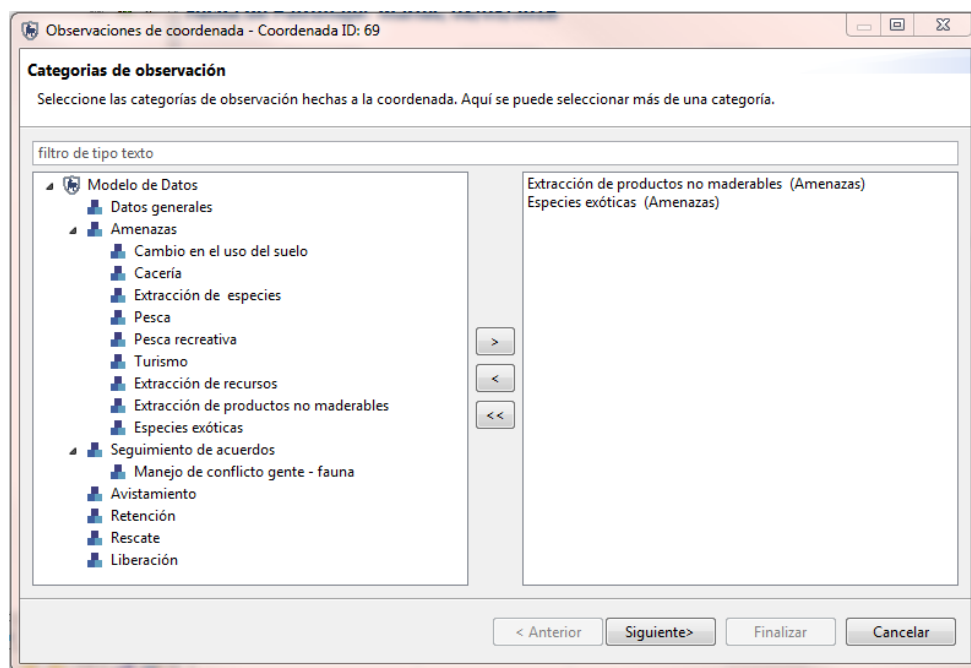 Observaciones de coordenada - Coordenada ID: 69
Categorias de observación
Seleccione las categorías de observación hechas a la coordenada. Aquí se puede seleccionar más de una categoría.
filtro de tipo texto
Modelo de Datos
Datos generales
Amenazas
Cambio en el uso del suelo
Cacería
Extracción de  especies
Pesca
Pesca recreativa
Turismo
Extracción de recursos
Extracción de productos no maderables
Especies exóticas
Seguimiento de acuerdos
Manejo de conflicto gente - fauna
Avistamiento
Retención
Rescate
Liberación
>
<
<<
Extracción de productos no maderables  (Amenazas)
Especies exóticas  (Amenazas)
< Anterior
Siguiente>
Finalizar
Cancelar